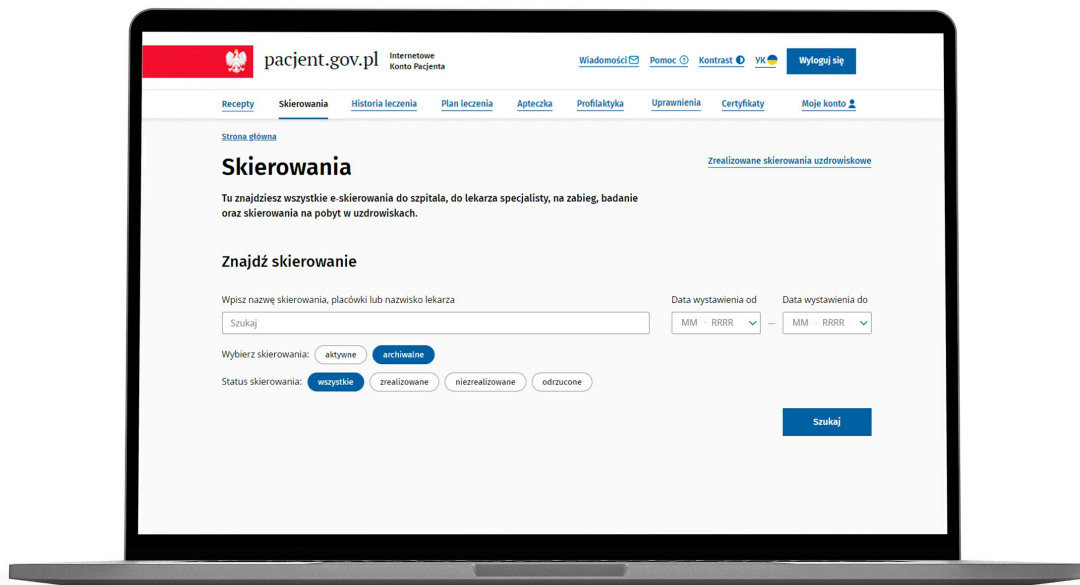 pacjent.gov.pl
Internetowe
Konto Pacjenta
Wiadomości
Pomoc
Kontrast
УК
Wyloguj się
Recepty
Skierowania
Historia leczenia
Plan leczenia
Apteczka
Profilaktyka
Uprawnienia
Certyfikaty
Moje konto
Strona główna
Skierowania
Zrealizowane skierowania uzdrowiskowe
Tu znajdziesz wszystkie e-skierowania do szpitala, do lekarza specjalisty, na zabieg, badanie
oraz skierowania na pobyt w uzdrowiskach.
Znajdź skierowanie
Wpisz nazwę skierowania, placówki lub nazwisko lekarza
Data wystawienia od
Data wystawienia do
Szukaj
MM - RRRR
–
MM - RRRR
Wybierz skierowania:
aktywne
archiwalne
Status skierowania:
wszystkie
zrealizowane
niezrealizowane
odrzucone
Szukaj